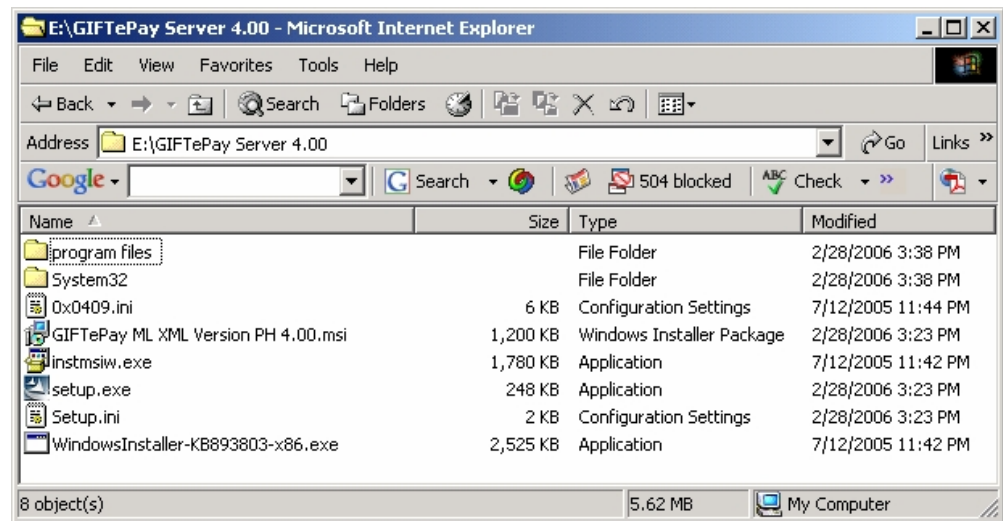 E:\GIFTePay Server 4.00 - Microsoft Internet Explorer
File Edit View Favorites Tools Help
Back Search Folders
Address E:\GIFTePay Server 4.00 Go Links »
Google Search 504 blocked ABC Check »
Name Size Type Modified
program files File Folder 2/28/2006 3:38 PM
System32 File Folder 2/28/2006 3:38 PM
0x0409.ini 6 KB Configuration Settings 7/12/2005 11:44 PM
GIFTePay ML XML Version PH 4.00.msi 1,200 KB Windows Installer Package 2/28/2006 3:23 PM
instmsiw.exe 1,780 KB Application 7/12/2005 11:42 PM
setup.exe 248 KB Application 2/28/2006 3:23 PM
Setup.ini 2 KB Configuration Settings 2/28/2006 3:23 PM
WindowsInstaller-KB893803-x86.exe 2,525 KB Application 7/12/2005 11:42 PM
8 object(s) 5.62 MB My Computer